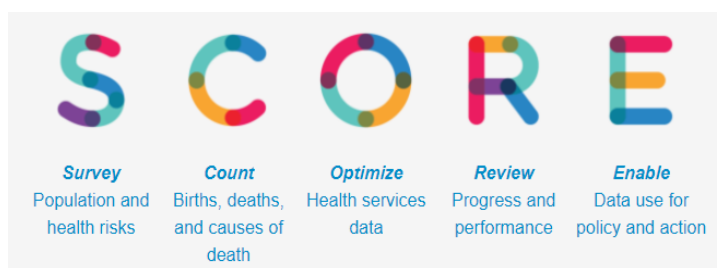 SCORE
Survey
Population and
health risks
Count
Births, deaths,
and causes of
death
Optimize
Health services
data
Review
Progress and
performance
Enable
Data use for
policy and action